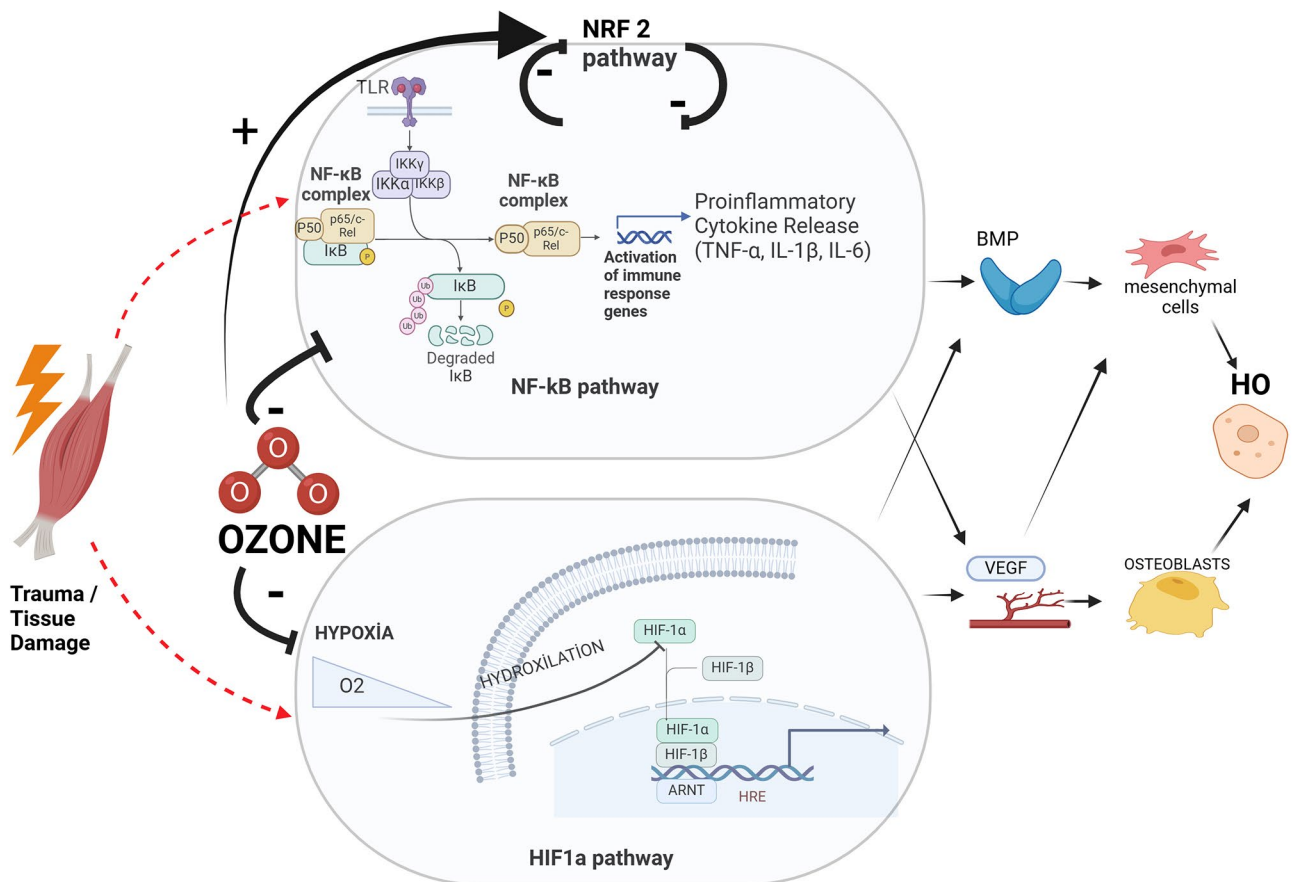 NRF 2
pathway
-
-
+
TLR
IKKγ
IKKα
IKKβ
NF-κB
complex
P50
p65/c-
Rel
IκB
P
NF-κB
complex
P50
p65/c-
Rel
Activation
of immune
response
genes
Proinflammatory
Cytokine Release
(TNF-α, IL-1β, IL-6)
Ub
Ub
Ub
Ub
IκB
P
Degraded
IκB
NF-kB pathway
BMP
mesenchymal
cells
HO
Trauma /
Tissue
Damage
-
O
O
O
OZONE
-
HYPOXİA
O2
HYDROXİLATİON
HIF-1α
HIF-1β
HIF-1α
HIF-1β
ARNT
HRE
HIF1a pathway
VEGF
OSTEOBLASTS